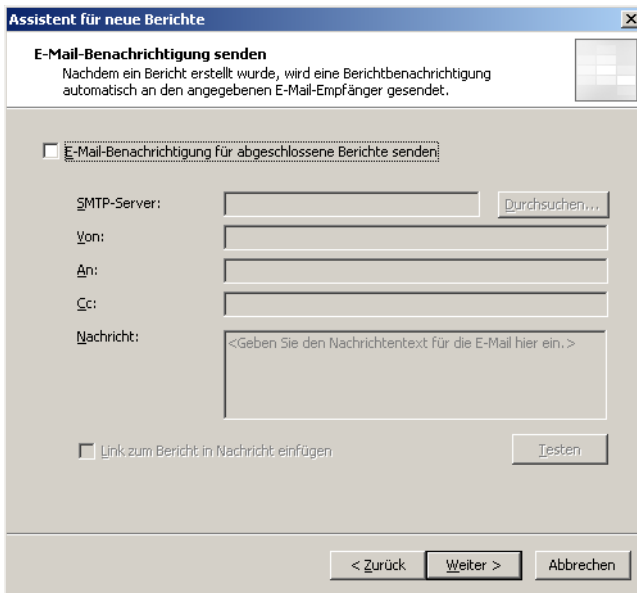 Assistent für neue Berichte
E-Mail-Benachrichtigung senden
Nachdem ein Bericht erstellt wurde, wird eine Berichtbenachrichtigung
automatisch an den angegebenen E-Mail-Empfänger gesendet.
E-Mail-Benachrichtigung für abgeschlossene Berichte senden
SMTP-Server:
Durchsuchen...
Von:
An:
Cc:
Nachricht:
<Geben Sie den Nachrichtentext für die E-Mail hier ein.>
Link zum Bericht in Nachricht einfügen
Testen
< Zurück
Weiter >
Abbrechen